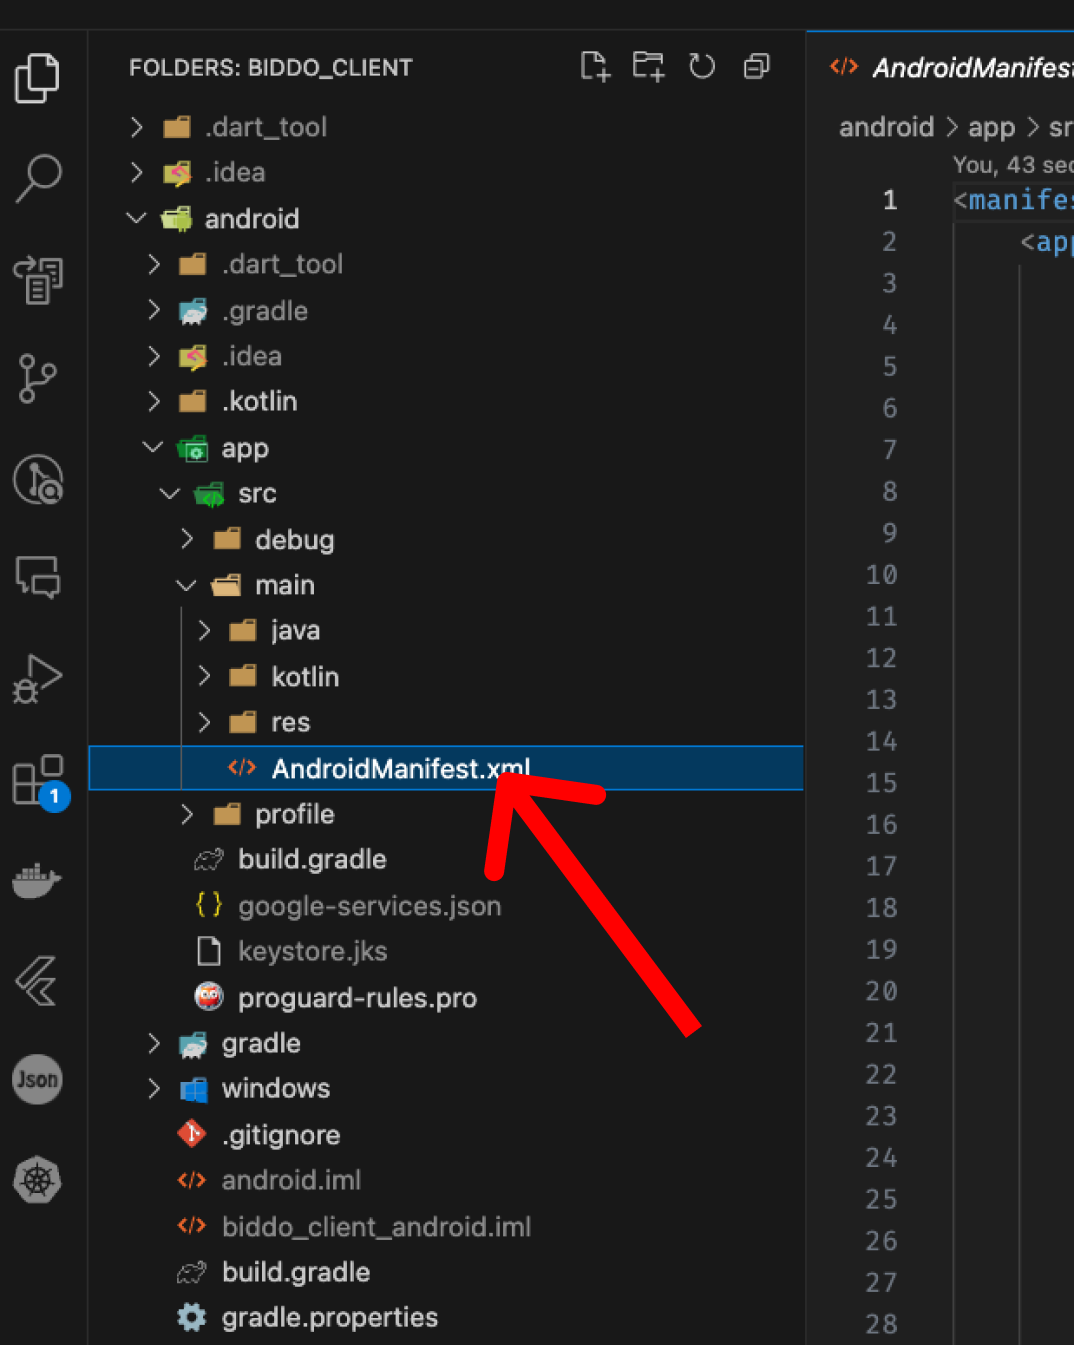 FOLDERS: BIDDO_CLIENT
.dart_tool
.idea
android
.dart_tool
.gradle
.idea
.kotlin
app
src
debug
main
java
kotlin
res
AndroidManifest.xml
profile
build.gradle
google-services.json
keystore.jks
proguard-rules.pro
gradle
windows
.gitignore
android.iml
biddo_client_android.iml
build.gradle
gradle.properties
1
Json
AndroidManifest
android > app > sr
You, 43 sec
1 <manifes
2 <app
3
4
5
6
7
8
9
10
11
12
13
14
15
16
17
18
19
20
21
22
23
24
25
26
27
28